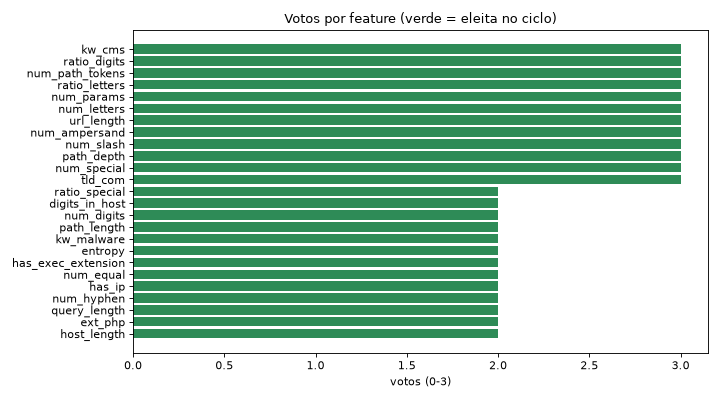 Votos por feature (verde = eleita no ciclo)
kw_cms
ratio_digits
num_path_tokens
ratio_letters
num_params
num_letters
url_length
num_ampersand
num_slash
path_depth
num_special
tld_com
ratio_special
digits_in_host
num_digits
path_length
kw_malware
entropy
has_exec_extension
num_equal
has_ip
num_hyphen
query_length
ext_php
host_length
0.0 0.5 1.0 1.5 2.0 2.5 3.0
votos (0-3)